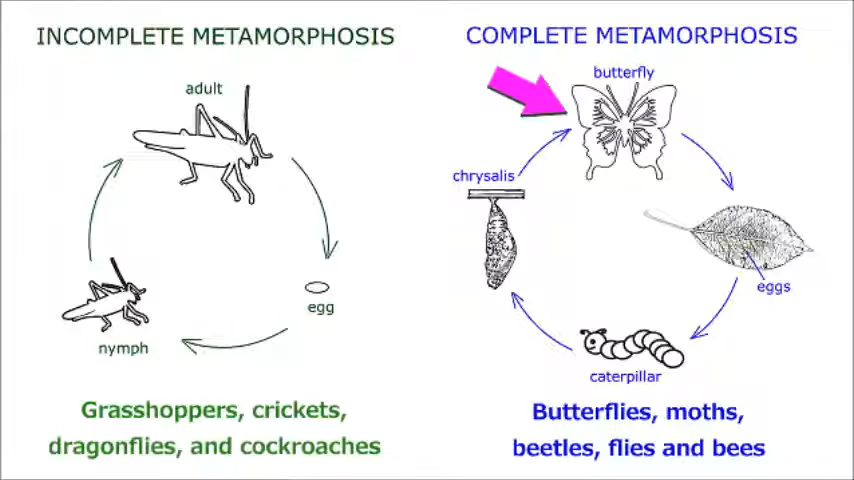 INCOMPLETE METAMORPHOSIS
adult
egg
nymph
Grasshoppers, crickets,
dragonflies, and cockroaches
COMPLETE METAMORPHOSIS
butterfly
chrysalis
eggs
caterpillar
Butterflies, moths,
beetles, flies and bees